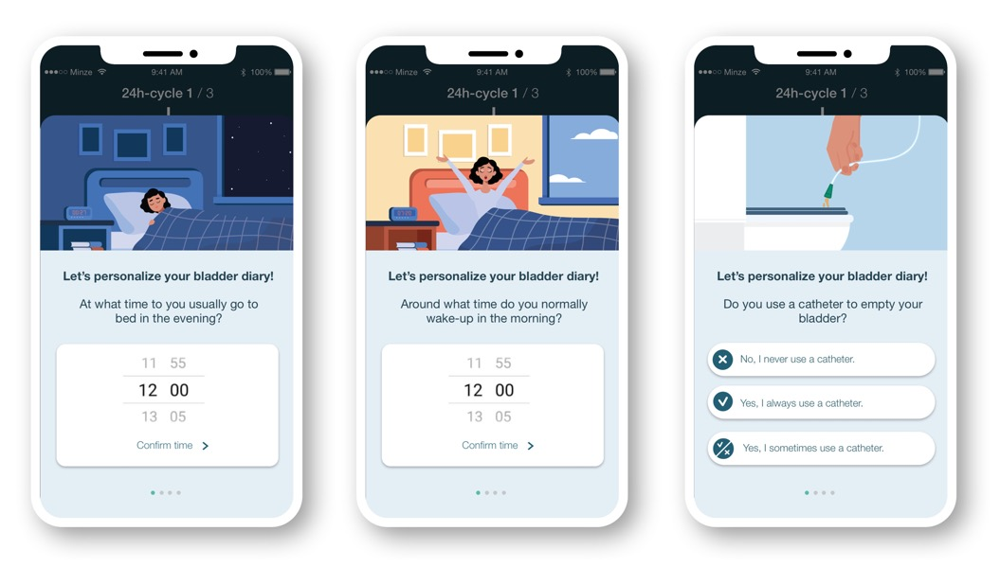 Minze
9:41 AM
100%
24h-cycle 1 / 3
Let's personalize your bladder diary!
At what time to you usually go to
bed in the evening?
11 55
12 00
13 05
Confirm time
Minze
9:41 AM
100%
24h-cycle 1 / 3
Let's personalize your bladder diary!
Around what time do you normally
wake-up in the morning?
11 55
12 00
13 05
Confirm time
Minze
9:41 AM
100%
24h-cycle 1 / 3
Let's personalize your bladder diary!
Do you use a catheter to empty your
bladder?
No, I never use a catheter.
Yes, I always use a catheter.
Yes, I sometimes use a catheter.